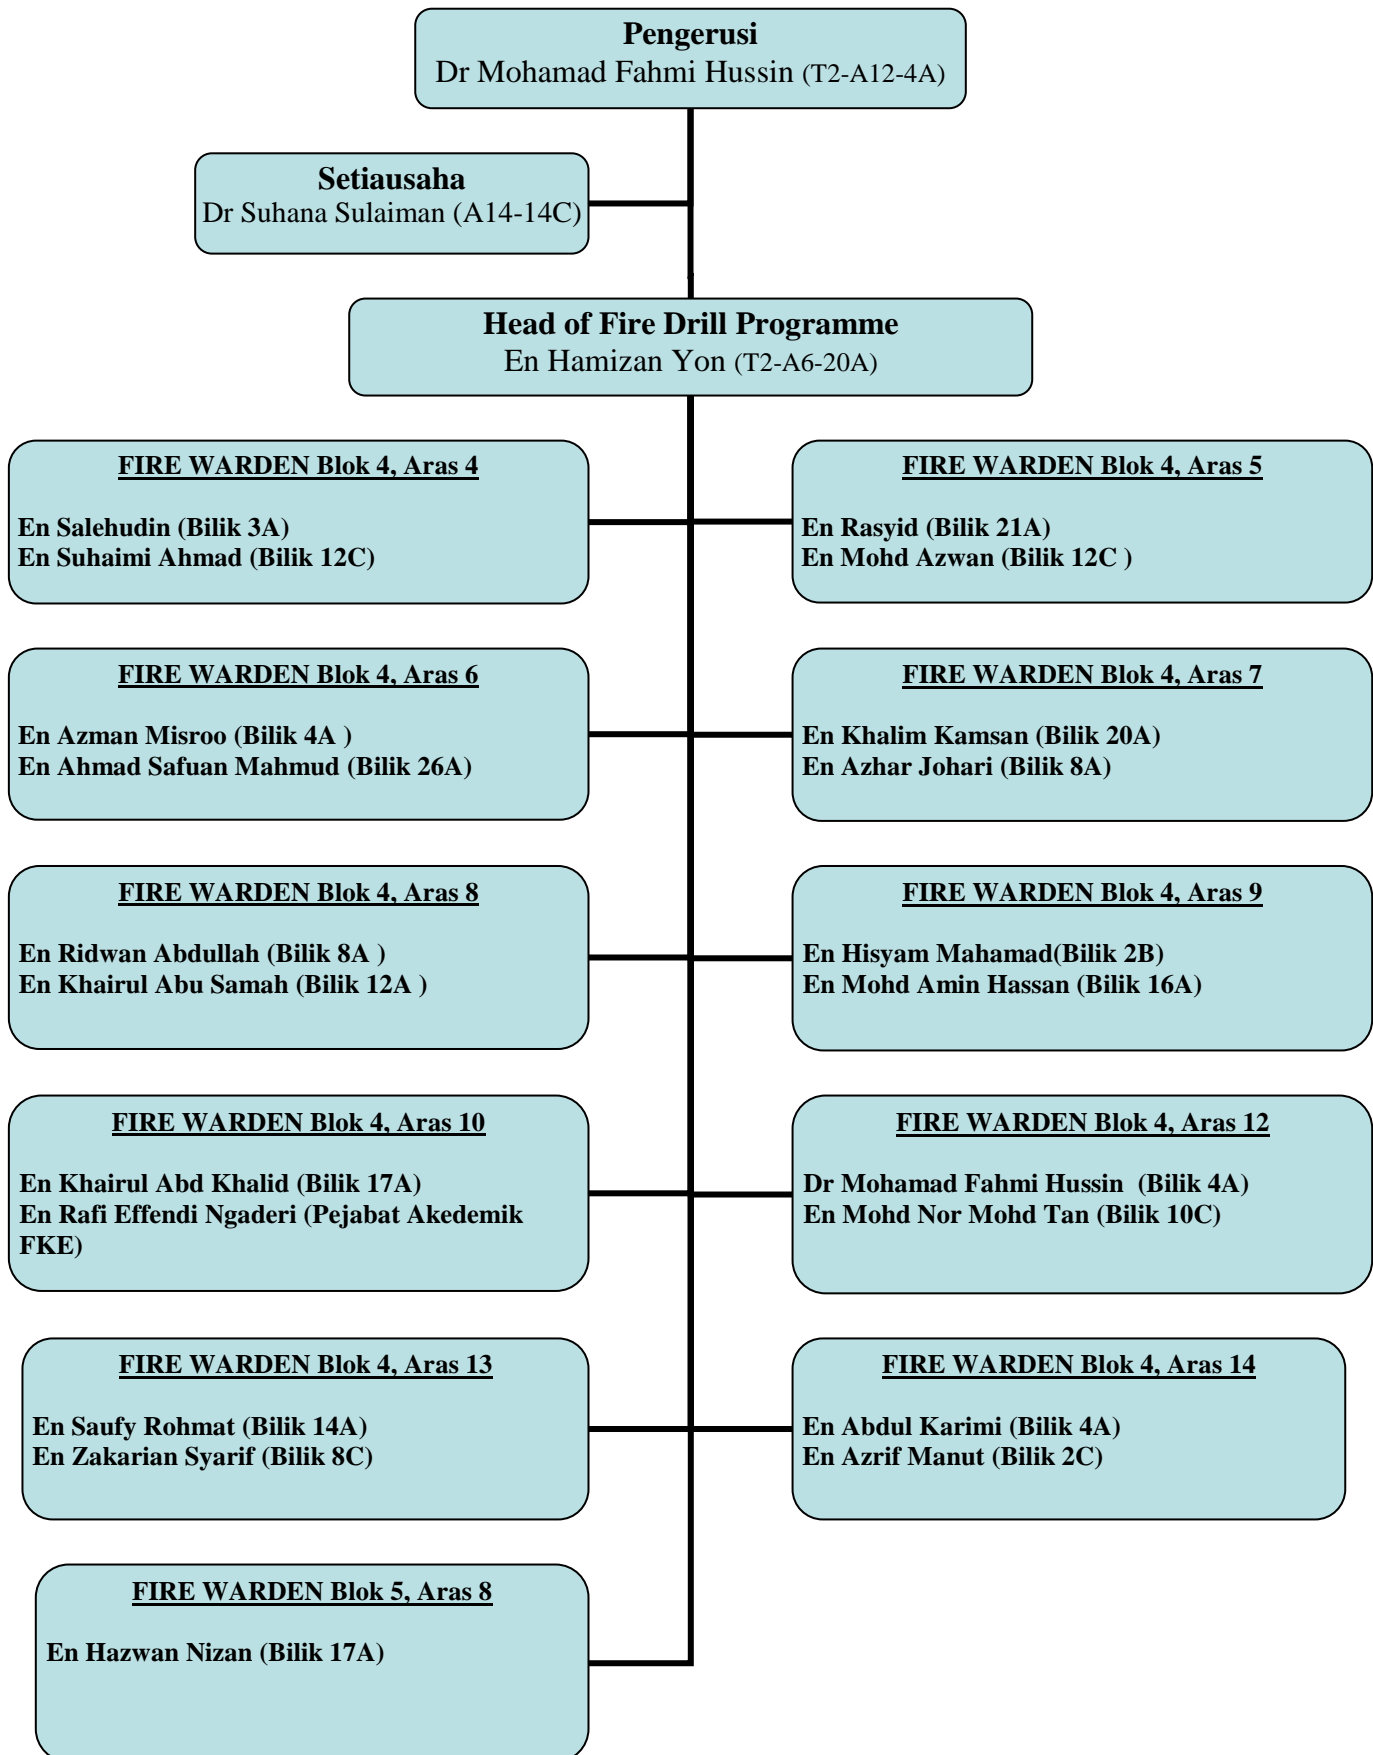 Pengerusi
Dr Mohamad Fahmi Hussin (T2-A12-4A)
Setiausaha
Dr Suhana Sulaiman (A14-14C)
Head of Fire Drill Programme
En Hamizan Yon (T2-A6-20A)
FIRE WARDEN Blok 4, Aras 4
En Salehudin (Bilik 3A)
En Suhaimi Ahmad (Bilik 12C)
FIRE WARDEN Blok 4, Aras 5
En Rasyid (Bilik 21A)
En Mohd Azwan (Bilik 12C )
FIRE WARDEN Blok 4, Aras 6
En Azman Misroo (Bilik 4A )
En Ahmad Safuan Mahmud (Bilik 26A)
FIRE WARDEN Blok 4, Aras 7
En Khalim Kamsan (Bilik 20A)
En Azhar Johari (Bilik 8A)
FIRE WARDEN Blok 4, Aras 8
En Ridwan Abdullah (Bilik 8A )
En Khairul Abu Samah (Bilik 12A )
FIRE WARDEN Blok 4, Aras 9
En Hisyam Mahamad(Bilik 2B)
En Mohd Amin Hassan (Bilik 16A)
FIRE WARDEN Blok 4, Aras 10
En Khairul Abd Khalid (Bilik 17A)
En Rafi Effendi Ngaderi (Pejabat Akedemik
FKE)
FIRE WARDEN Blok 4, Aras 12
Dr Mohamad Fahmi Hussin  (Bilik 4A)
En Mohd Nor Mohd Tan (Bilik 10C)
FIRE WARDEN Blok 4, Aras 13
En Saufy Rohmat (Bilik 14A)
En Zakarian Syarif (Bilik 8C)
FIRE WARDEN Blok 4, Aras 14
En Abdul Karimi (Bilik 4A)
En Azrif Manut (Bilik 2C)
FIRE WARDEN Blok 5, Aras 8
En Hazwan Nizan (Bilik 17A)